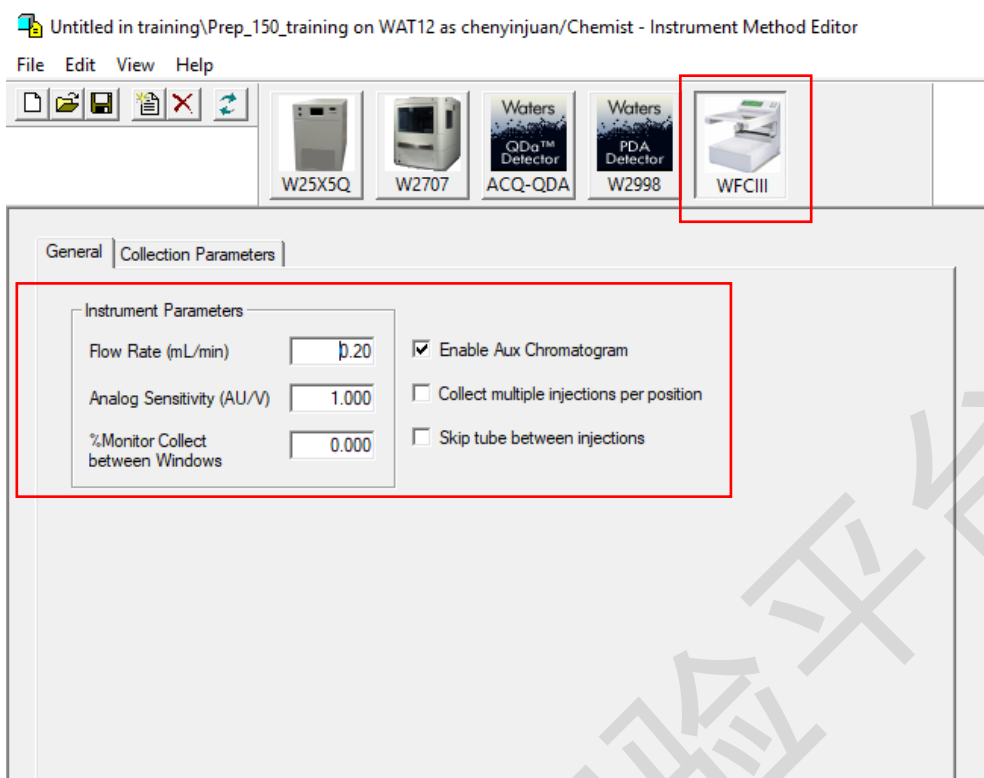 Untitled in training\Prep_150_training on WAT12 as chenyinjuan/Chemist - Instrument Method Editor
File Edit View Help
Waters
QDa™
Detector
Waters
PDA
Detector
W25X5Q W2707 ACQ-QDA W2998 WFCIII
General Collection Parameters
Instrument Parameters
Flow Rate (mL/min) 0.20 Enable Aux Chromatogram
Analog Sensitivity (AU/V) 1.000 Collect multiple injections per position
%Monitor Collect
between Windows 0.000 Skip tube between injections
验平台